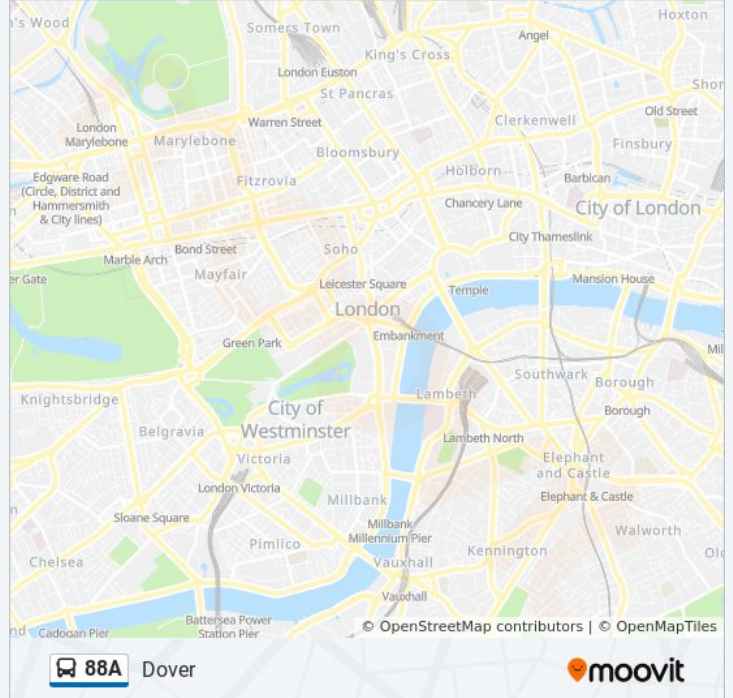 's Wood
Somers Town
Hoxton
Angel
King's Cross
London Euston
St Pancras
Shor
Old Street
Warren Street
Clerkenwell
London
Marylebone
Marylebone
Finsbury
Bloomsbury
Holborn
Edgware Road
(Circle, District and
Hammersmith
& City lines)
Fitzrovia
Barbican
Chancery Lane
City of London
City Thameslink
Bond Street
Soho
Marble Arch
Mayfair
er Gate
Leicester Square
Temple
Mansion House
London
Green Park
Embankment
Mil
Southwark
Borough
Knightsbridge
Lambeth
City of
Westminster
Borough
Belgravia
Lambeth North
Victoria
Elephant
and Castle
London Victoria
Elephant & Castle
Millbank
Sloane Square
Millbank
Millennium Pier
Walworth
Pimlico
Kennington
Chelsea
Vauxhall
Vauxhall
Battersea Power
Station Pier
nd
Cadogan Pier
© OpenStreetMap contributors | © OpenMapTiles
88A Dover
moovit